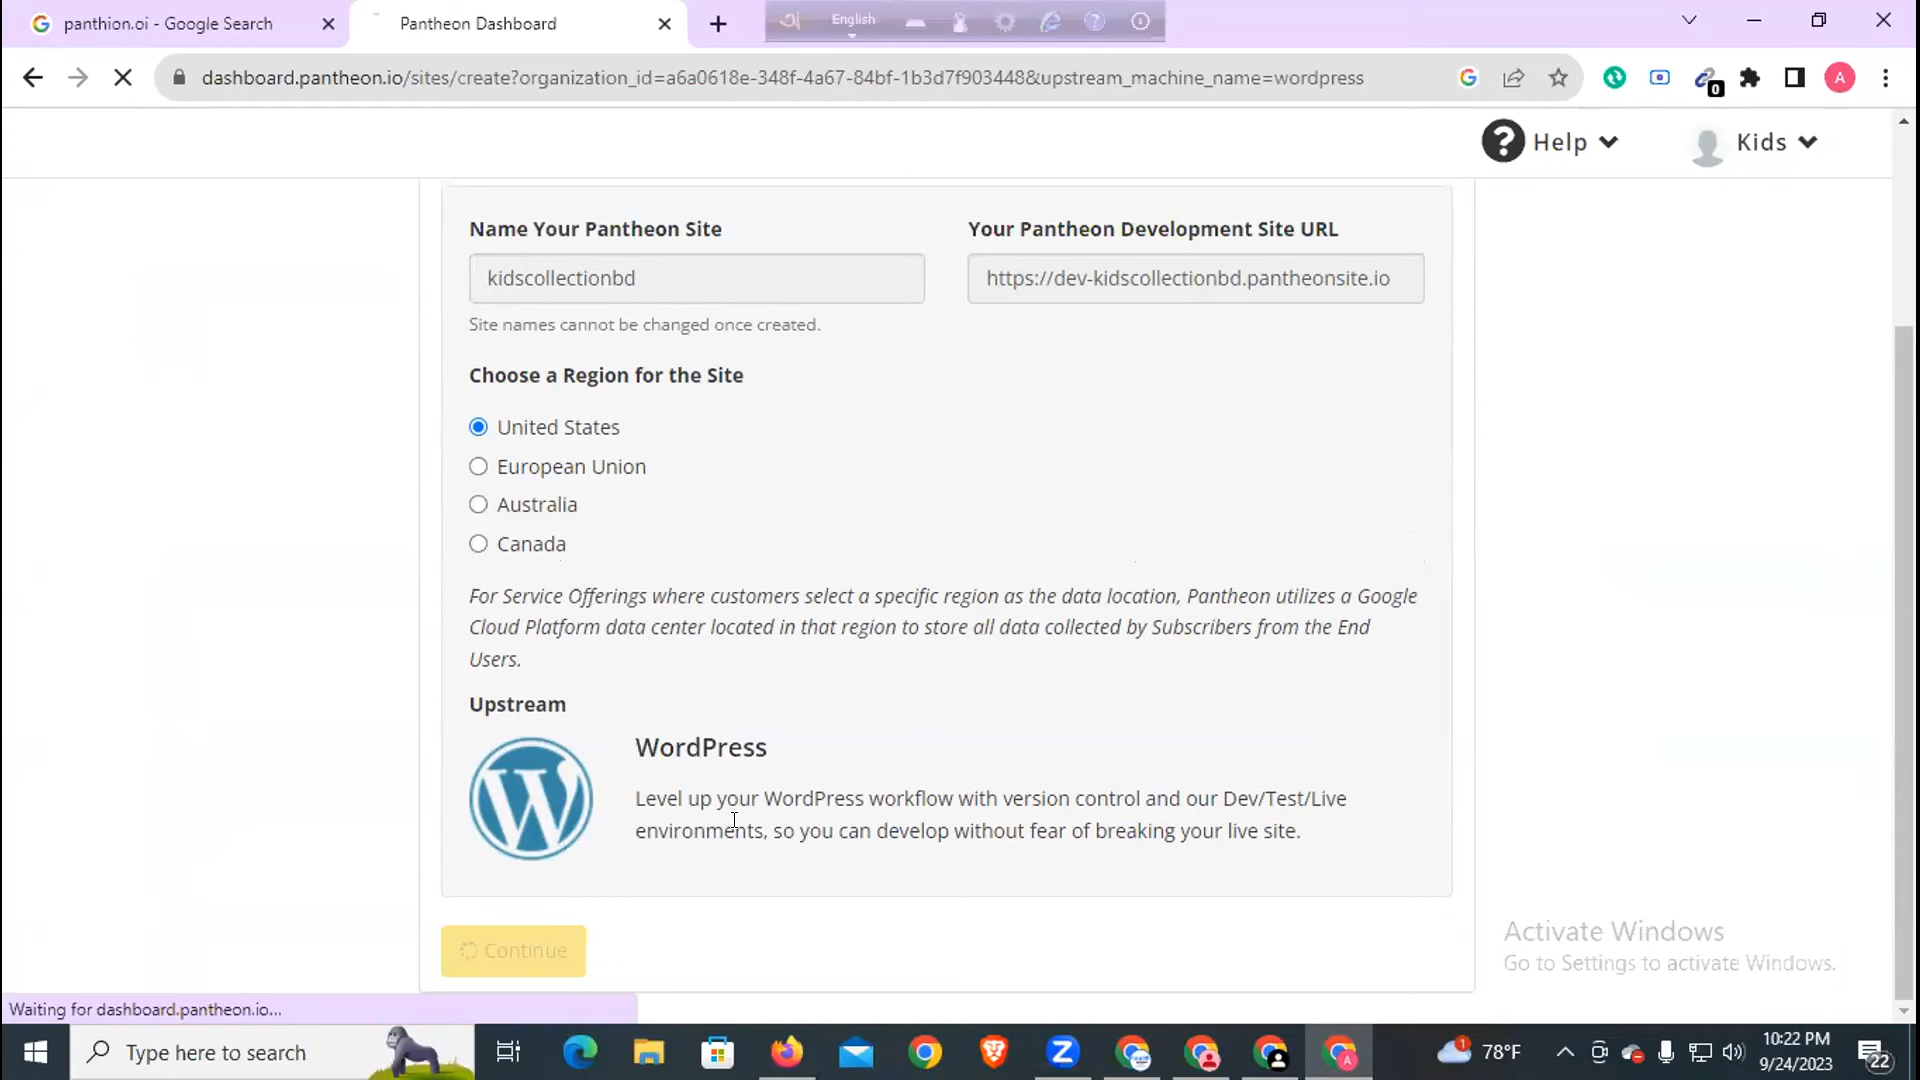 panthion.oi - Google Search
Pantheon Dashboard
English
dashboard.pantheon.io/sites/create?organization_id=a6a0618e-348f-4a67-84bf-1b3d7f903448&upstream_machine_name=wordpress
0
A
? Help
Kids
Name Your Pantheon Site
Your Pantheon Development Site URL
kidscollectionbd
https://dev-kidscollectionbd.pantheonsite.io
Site names cannot be changed once created.
Choose a Region for the Site
United States
European Union
Australia
Canada
For Service Offerings where customers select a specific region as the data location, Pantheon utilizes a Google
Cloud Platform data center located in that region to store all data collected by Subscribers from the End
Users.
Upstream
WordPress
Level up your WordPress workflow with version control and our Dev/Test/Live
environments, so you can develop without fear of breaking your live site.
Continue
Activate Windows
Go to Settings to activate Windows.
Waiting for dashboard.pantheon.io...
Type here to search
1
78°F
10:22 PM
9/24/2023
22